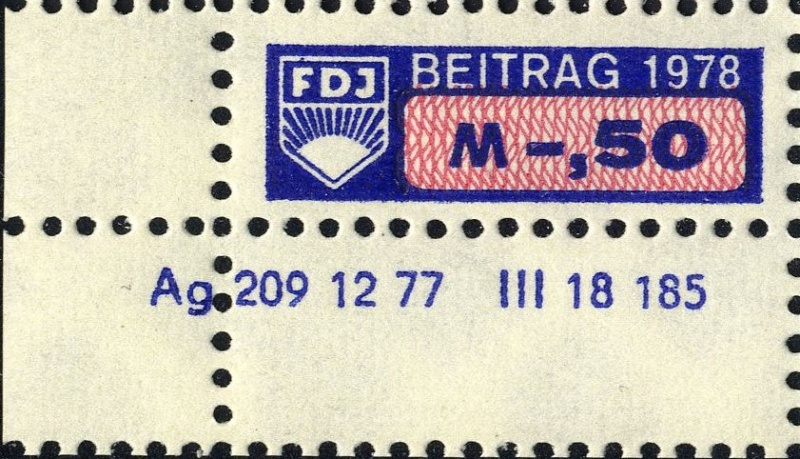 FDJ
BEITRAG 1978
M -,50
Ag 209 12 77 III 18 185